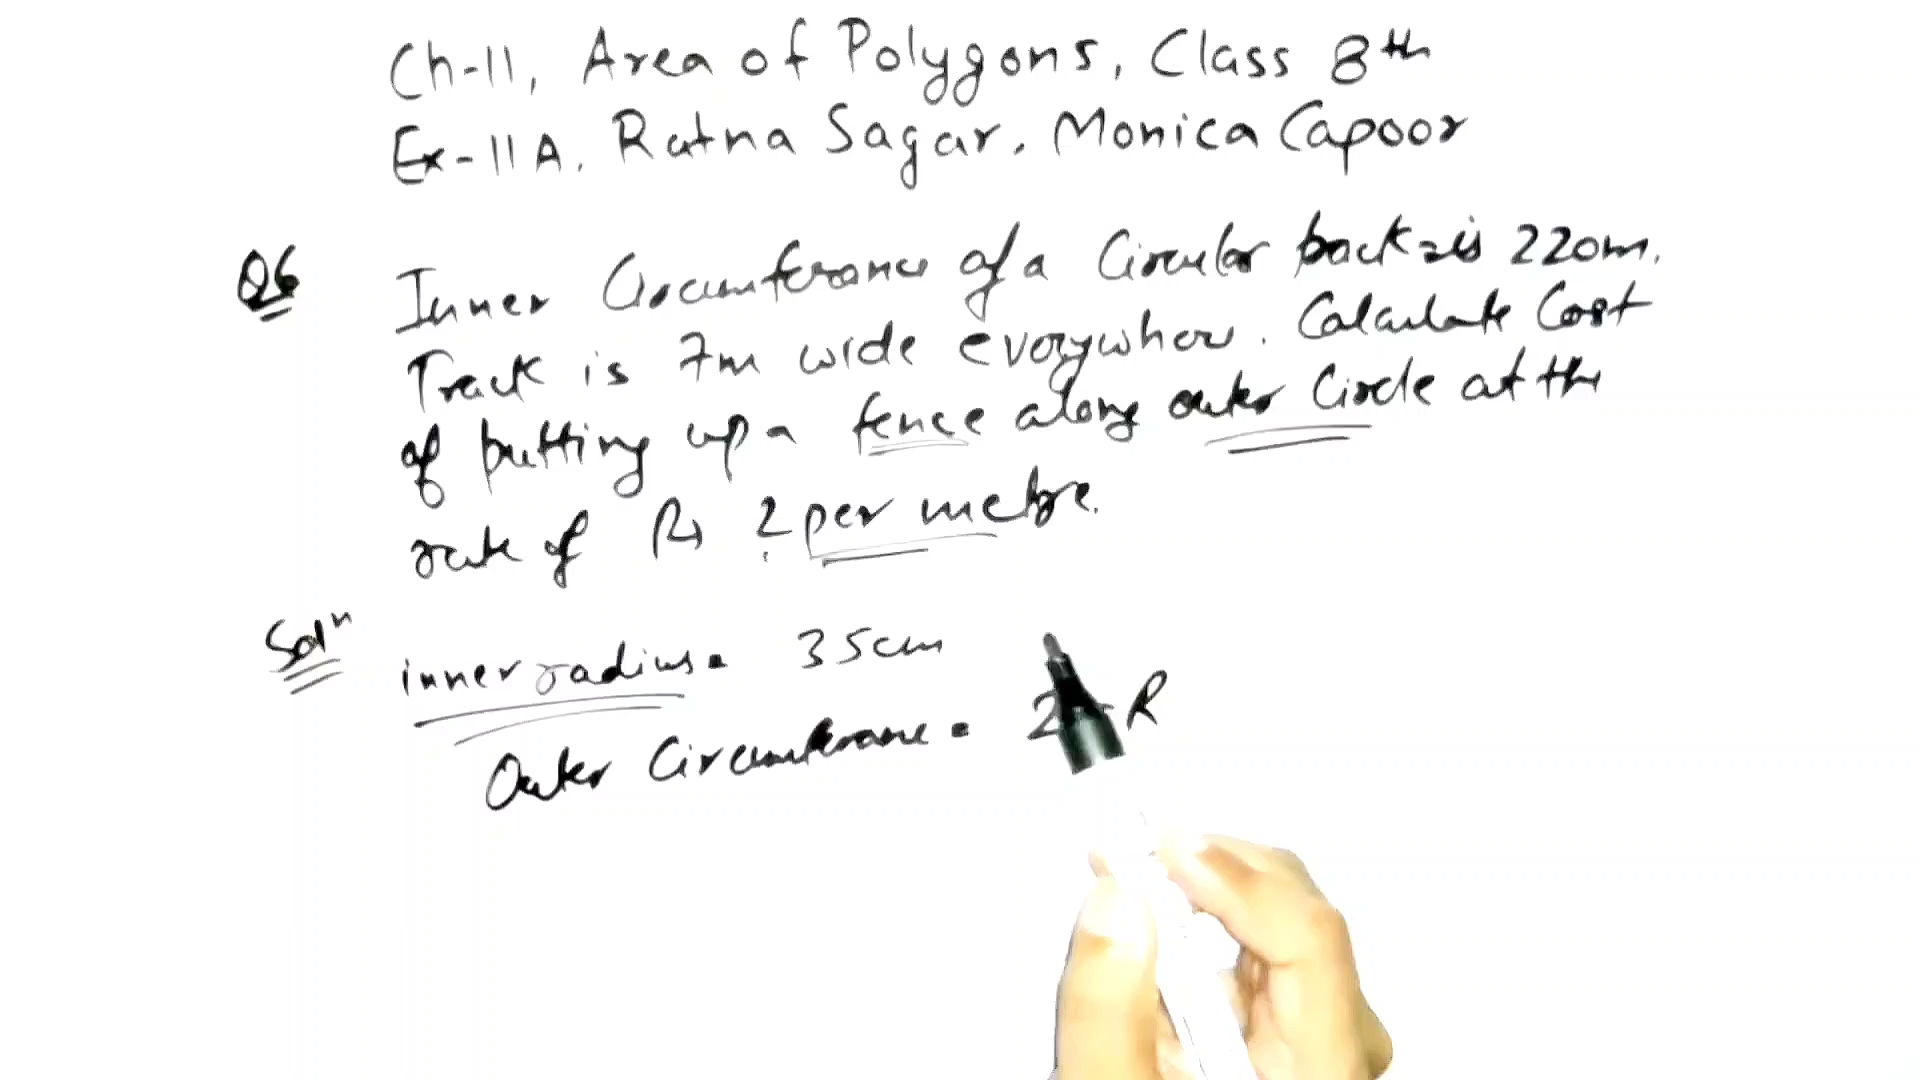 Ch-11, Area of Polygons, Class 8th
Ex-11A. Ratna Sagar, Monica Capoor
Q6 Inner Circumference of a Circular is 220m.
Track is 7m wide everywhere. Calculate Cost
of putting up a fence along outer Circle at the
rate of Rs 2 per metre.
Soln inner radius = 35cm
Outer Circumference = 2 R